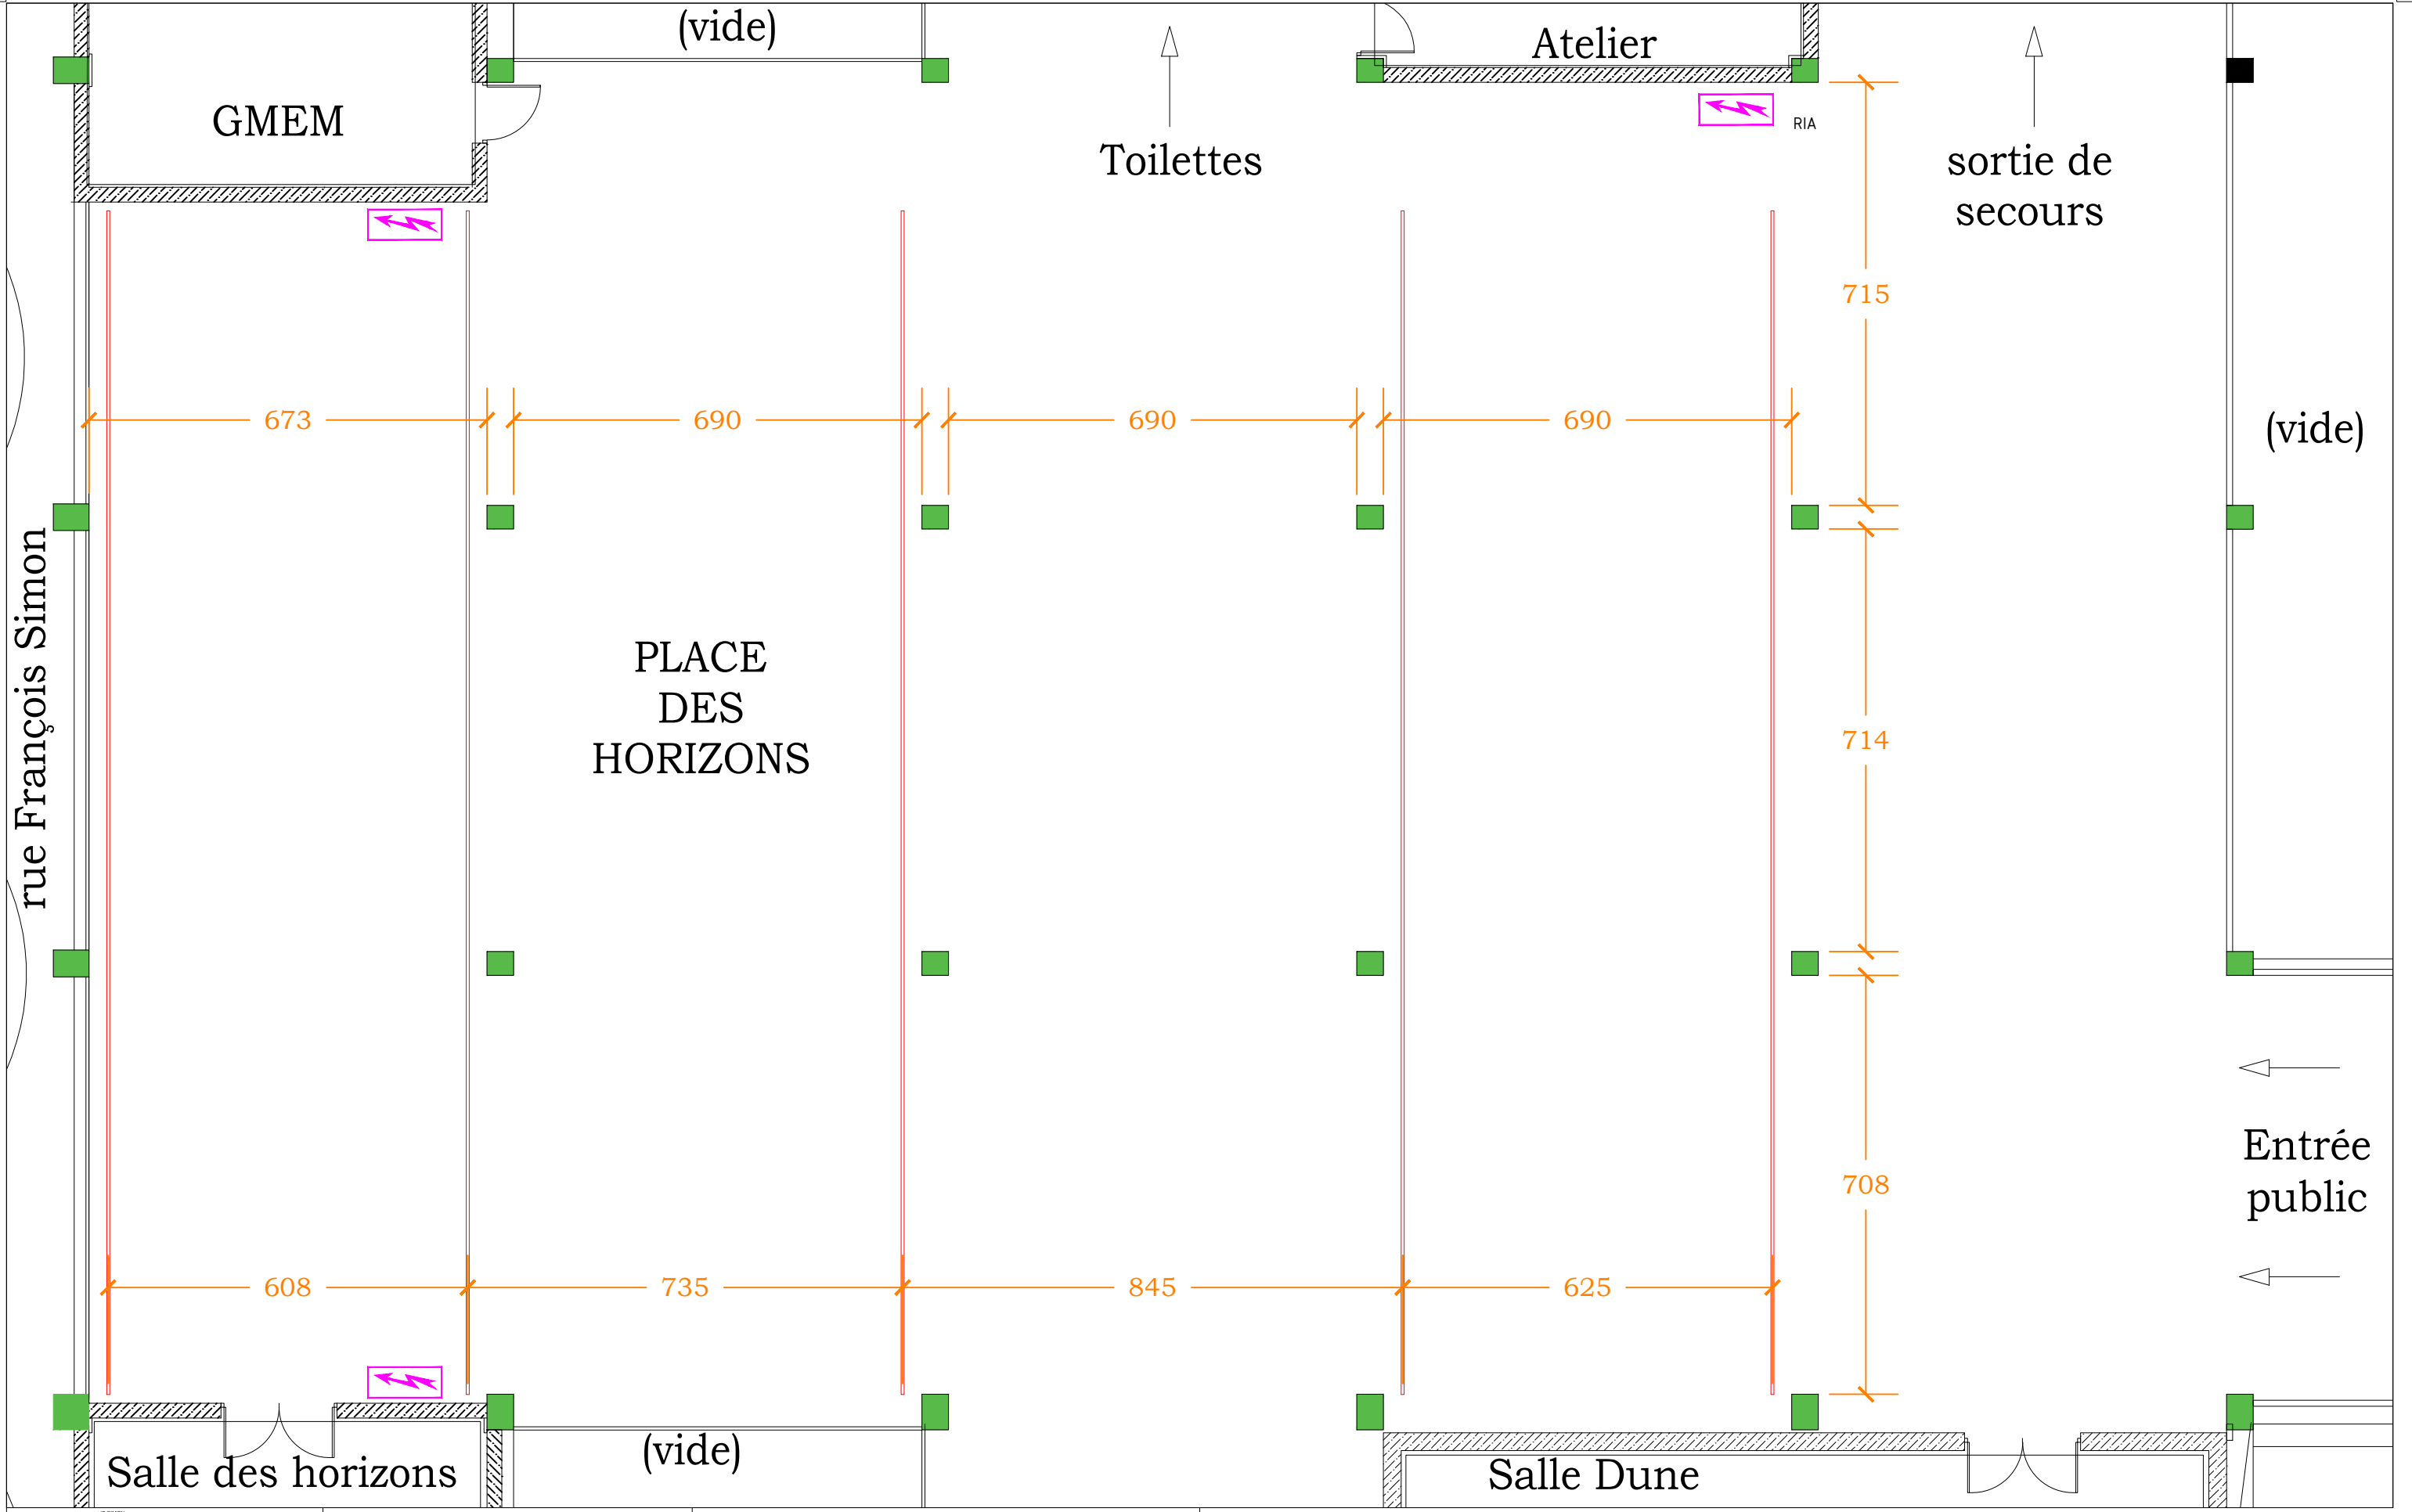 (vide)
Atelier
GMEM
RIA
Toilettes
sortie de
secours
715
673
690
690
690
(vide)
rue François Simon
PLACE
DES
HORIZONS
714
Entrée
public
708
608
735
845
625
(vide)
Salle des horizons
Salle Dune